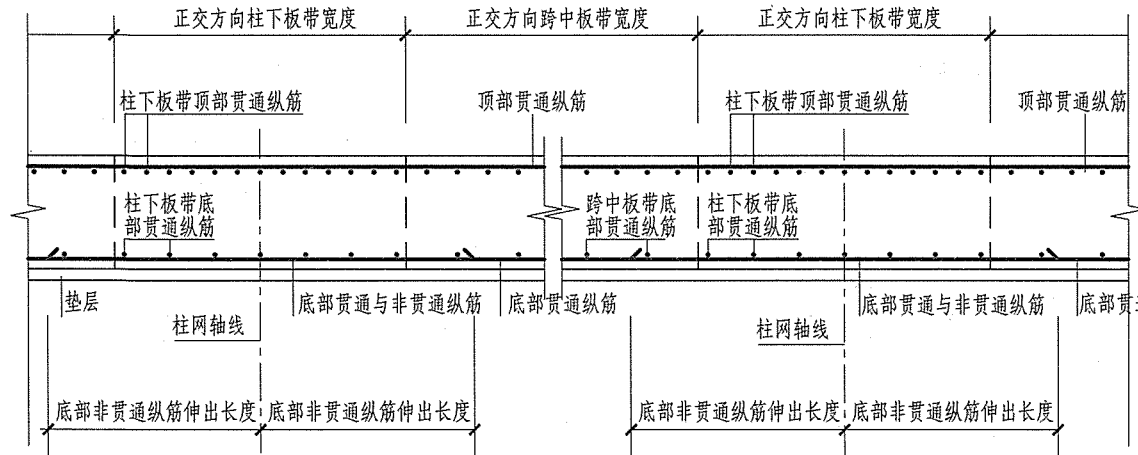 正交方向柱下板带宽度
正交方向跨中板带宽度
正交方向柱下板带宽度
柱下板带顶部贯通纵筋
顶部贯通纵筋
柱下板带顶部贯通纵筋
顶部贯通纵筋
柱下板带底
部贯通纵筋
跨中板带底
部贯通纵筋
柱下板带底
部贯通纵筋
垫层
底部贯通与非贯通纵筋
底部贯通纵筋
底部贯通与非贯通纵筋
底部贯
柱网轴线
柱网轴线
底部非贯通纵筋伸出长度
底部非贯通纵筋伸出长度
底部非贯通纵筋伸出长度
底部非贯通纵筋伸出长度